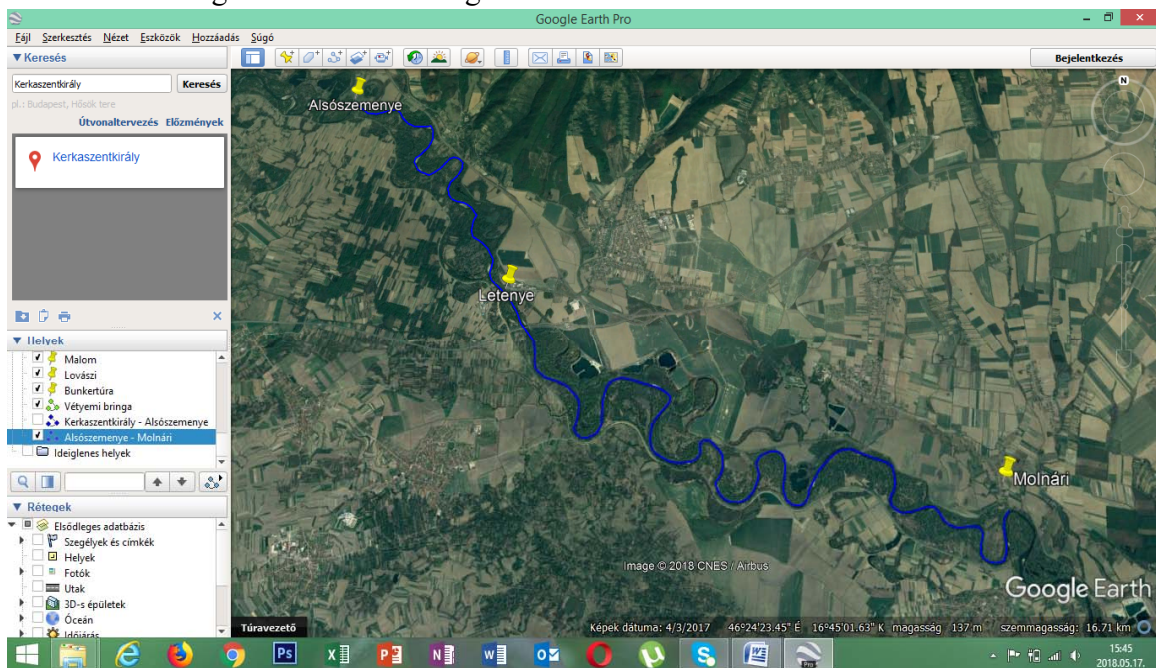 Google Earth Pro
Fájl Szerkesztés Nézet Eszközök Hozzáadás Súgó
Keresés
Bejelentkezés
Kerkaszentkirály
Keresés
pl.: Budapest, Hősök tere
Útvonaltervezés Előzmények
Kerkaszentkirály
Helyek
Malom
Lovászi
Bunkertúra
Vétyemi bringa
Kerkaszentkirály - Alsószemenye
Alsószemenye - Molnári
Ideiglenes helyek
Rétegek
Elsődleges adatbázis
Szegélyek és címkék
Helyek
Fotók
Utak
3D-s épületek
Óceán
Időjárás
N
Alsószemenye
Letenye
Molnári
Image © 2018 CNES / Airbus
Google Earth
Túravezető
Képek dátuma: 4/3/2017 46°24'23.45" É 16°45'01.63" K magasság 137 m szemmagasság: 16.71 km
Ps
Pro
15:45
2018.05.17.